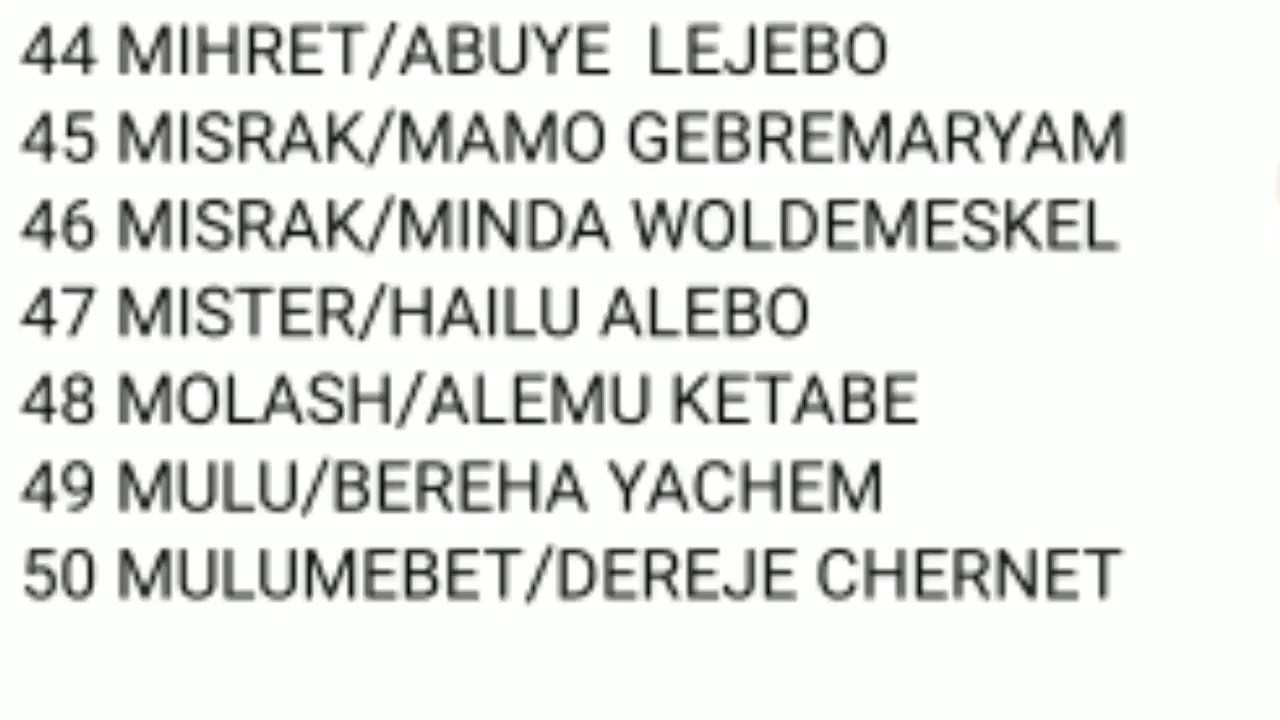 44 MIHRET/ABUYE  LEJEBO
45 MISRAK/MAMO GEBREMARYAM
46 MISRAK/MINDA WOLDEMESKEL
47 MISTER/HAILU ALEBO
48 MOLASH/ALEMU KETABE
49 MULU/BEREHA YACHEM
50 MULUMEBET/DEREJE CHERNET